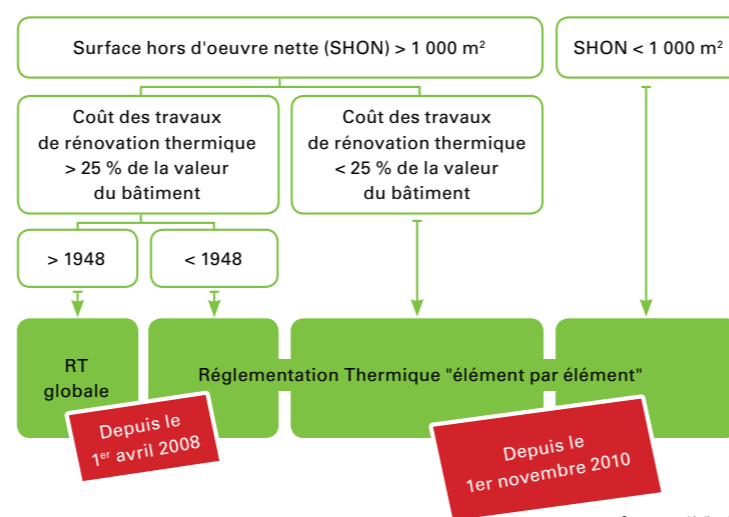 Surface hors d'oeuvre nette (SHON) > 1 000 m²
SHON < 1 000 m²
Coût des travaux
de rénovation thermique
> 25 % de la valeur
du bâtiment
Coût des travaux
de rénovation thermique
< 25 % de la valeur
du bâtiment
> 1948
< 1948
RT
globale
Réglementation Thermique "élément par élément"
Depuis le
1er avril 2008
Depuis le
1er novembre 2010